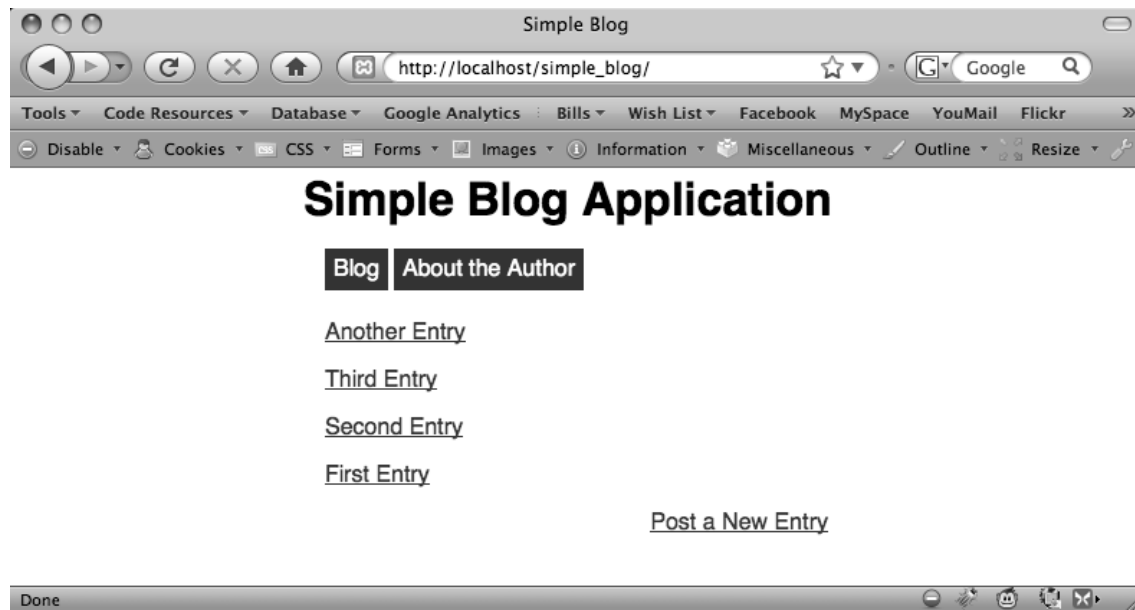 Simple Blog
http://localhost/simple_blog/
G Google
Tools Code Resources Database Google Analytics Bills Wish List Facebook MySpace YouMail Flickr »
Disable Cookies CSS Forms Images Information Miscellaneous Outline Resize
Simple Blog Application
Blog About the Author
Another Entry
Third Entry
Second Entry
First Entry
Post a New Entry
Done